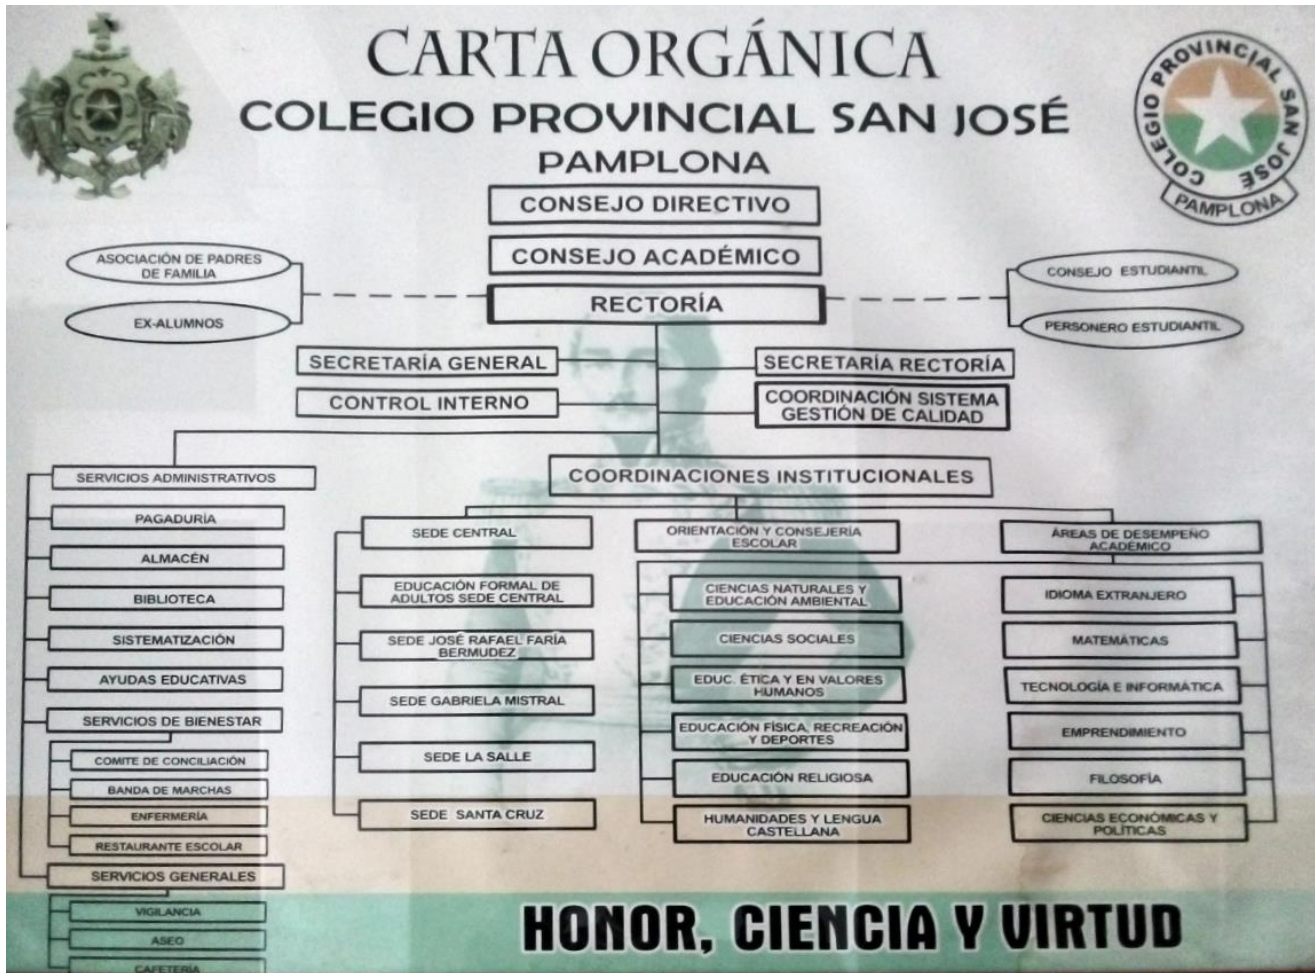 CARTA ORGÁNICA
COLEGIO PROVINCIAL SAN JOSÉ
PAMPLONA
COLEGIO PROVINCIAL SAN JOSÉ
PAMPLONA
CONSEJO DIRECTIVO
CONSEJO ACADÉMICO
RECTORÍA
ASOCIACIÓN DE PADRES
DE FAMILIA
EX-ALUMNOS
CONSEJO ESTUDIANTIL
PERSONERO ESTUDIANTIL
SECRETARÍA GENERAL
SECRETARÍA RECTORÍA
CONTROL INTERNO
COORDINACIÓN SISTEMA
GESTIÓN DE CALIDAD
SERVICIOS ADMINISTRATIVOS
PAGADURÍA
ALMACÉN
BIBLIOTECA
SISTEMATIZACIÓN
AYUDAS EDUCATIVAS
SERVICIOS DE BIENESTAR
COMITE DE CONCILIACIÓN
BANDA DE MARCHAS
ENFERMERÍA
RESTAURANTE ESCOLAR
SERVICIOS GENERALES
VIGILANCIA
ASEO
CAFETERÍA
COORDINACIONES INSTITUCIONALES
SEDE CENTRAL
EDUCACIÓN FORMAL DE
ADULTOS SEDE CENTRAL
SEDE JOSÉ RAFAEL FARÍA
BERMUDEZ
SEDE GABRIELA MISTRAL
SEDE LA SALLE
SEDE SANTA CRUZ
ORIENTACIÓN Y CONSEJERÍA
ESCOLAR
ÁREAS DE DESEMPEÑO
ACADÉMICO
CIENCIAS NATURALES Y
EDUCACIÓN AMBIENTAL
CIENCIAS SOCIALES
EDUC. ÉTICA Y EN VALORES
HUMANOS
EDUCACIÓN FÍSICA, RECREACIÓN
Y DEPORTES
EDUCACIÓN RELIGIOSA
HUMANIDADES Y LENGUA
CASTELLANA
IDIOMA EXTRANJERO
MATEMÁTICAS
TECNOLOGÍA E INFORMÁTICA
EMPRENDIMIENTO
FILOSOFÍA
CIENCIAS ECONÓMICAS Y
POLÍTICAS
HONOR, CIENCIA Y VIRTUD